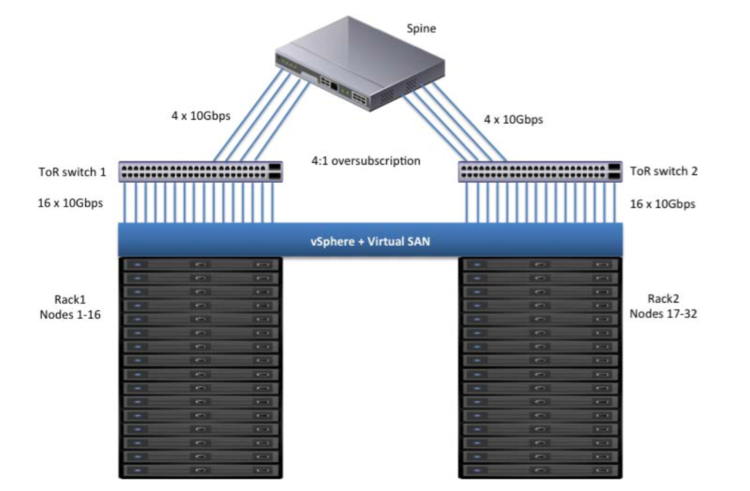 Spine
4 x 10Gbps
4 x 10Gbps
4:1 oversubscription
ToR switch 1
ToR switch 2
16 x 10Gbps
16 x 10Gbps
vSphere + Virtual SAN
Rack1
Nodes 1-16
Rack2
Nodes 17-32